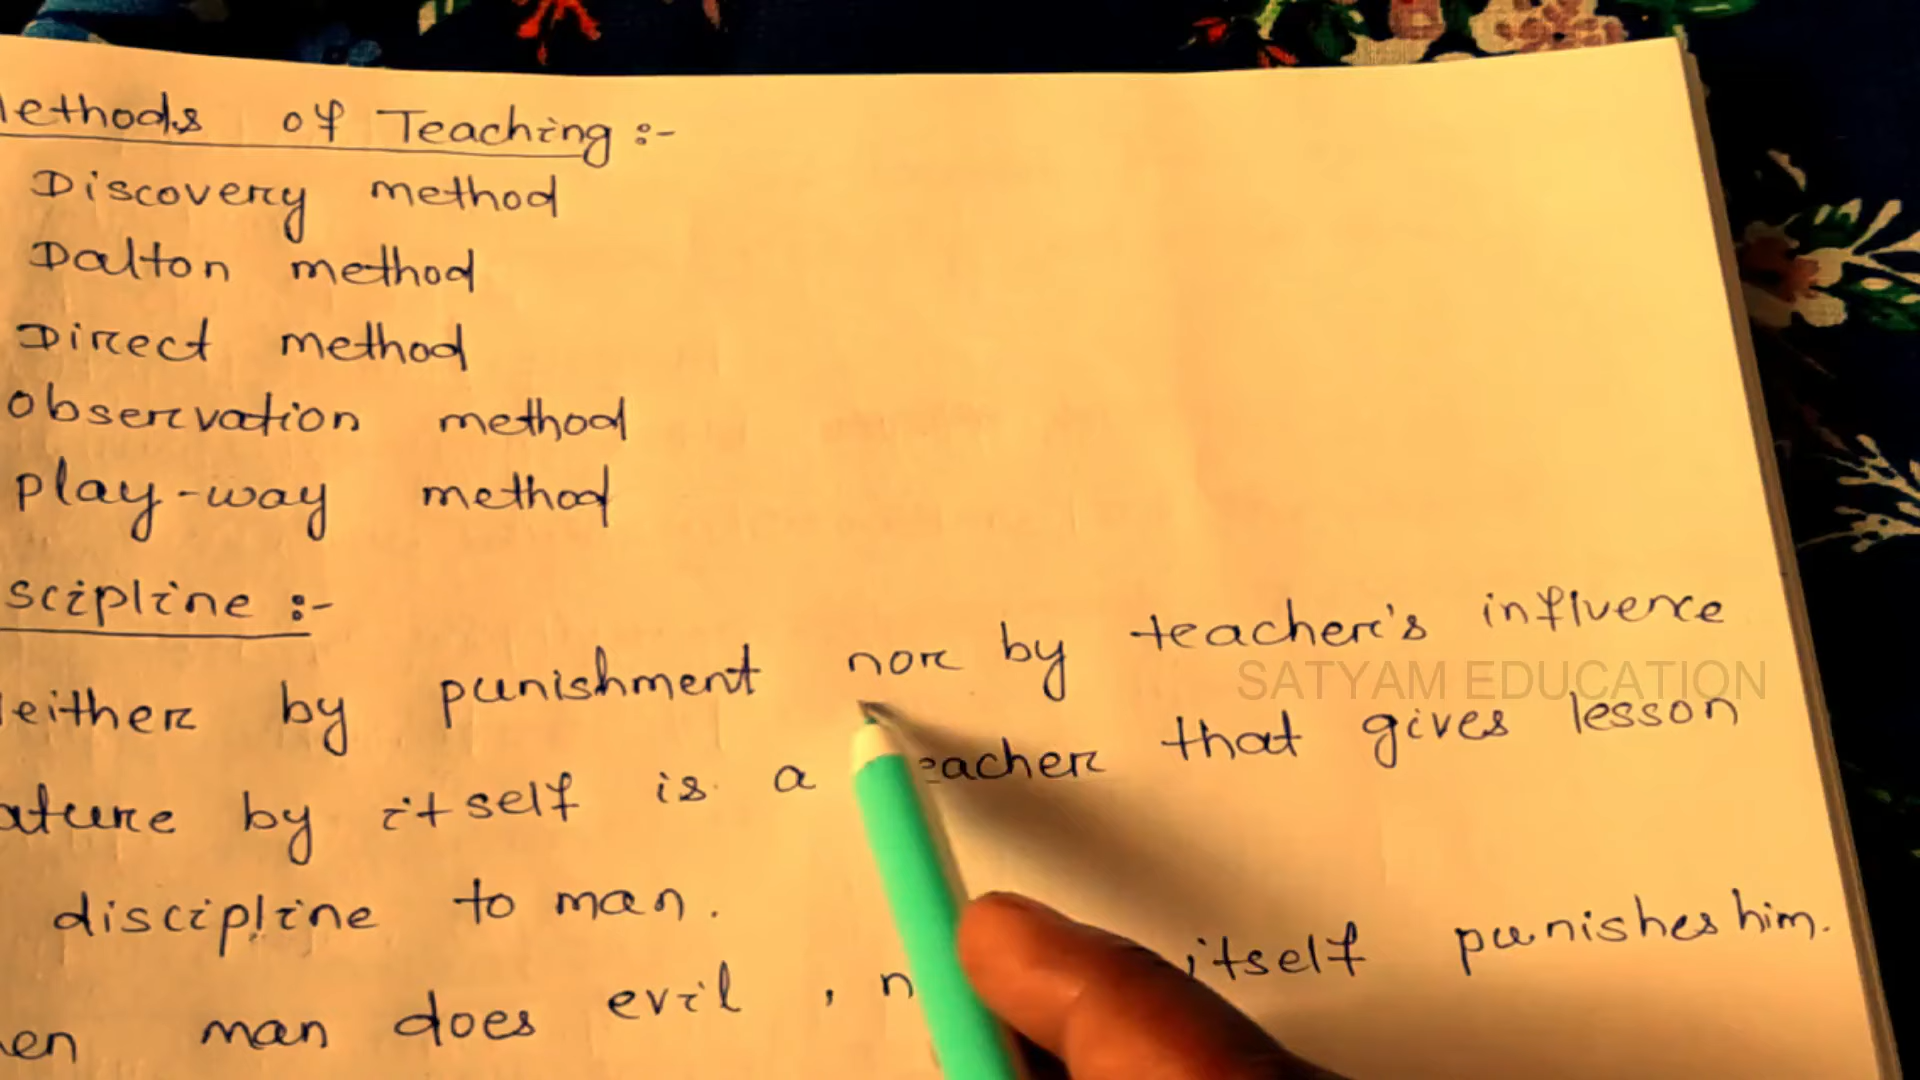 Methods of Teaching :-
Discovery method
Dalton method
Direct method
Observation method
Play-way method
scipline :-
Neither by punishment nor by teacher's influence
SATYAM EDUCATION
ature by itself is a eacher that gives lesson
discipline to man.
en man does evil , n itself punishes him.